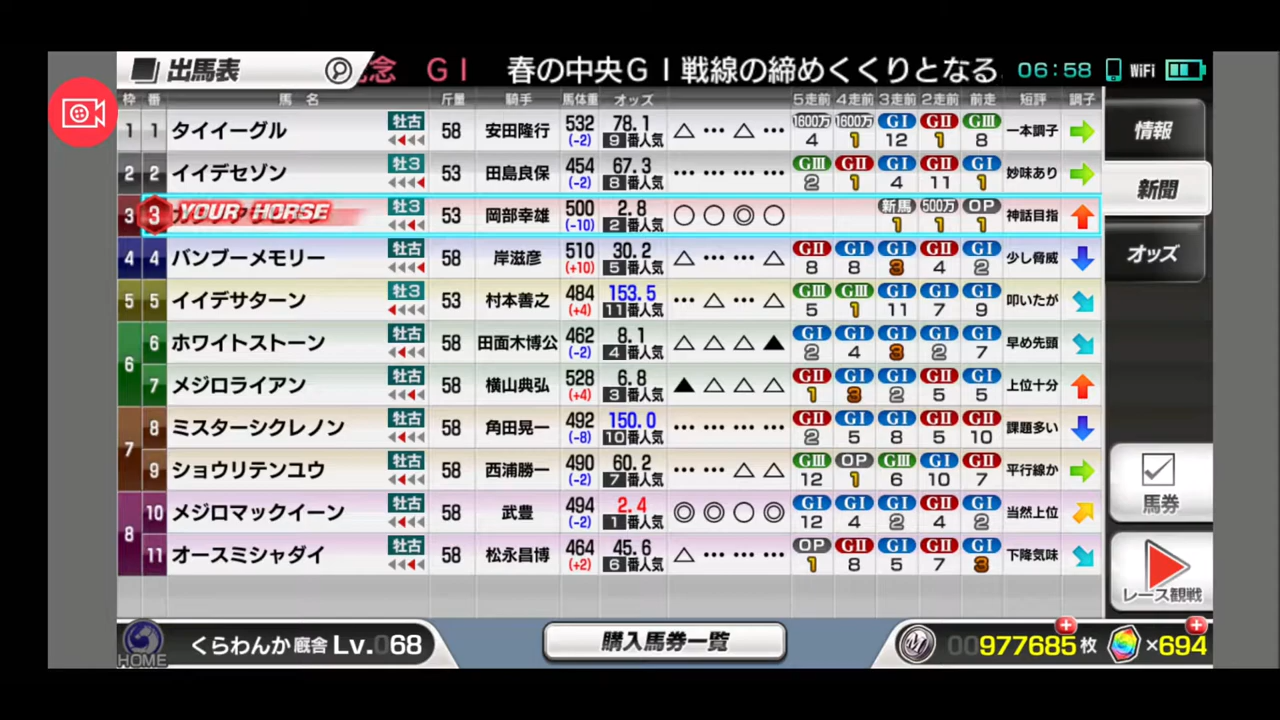 出馬表 念 GⅠ 春の中央GⅠ戦線の締めくくりとなる 06:58 WiFi
枠 番 馬名 斤量 騎手 馬体重 オッズ 5走前 4走前 3走前 2走前 前走 短評 調子
1 1 タイイーグル 牡古 58 安田隆行 532 (-2) 78.1 9番人気 △ … △ … 1600万 4 1600万 1 GⅠ 12 GⅡ 1 GⅢ 8 一本調子
2 2 イイデセゾン 牡3 53 田島良保 454 (-2) 67.3 8番人気 … … … … GⅢ 2 GⅡ 1 GⅠ 4 GⅡ 11 GⅠ 1 妙味あり
3 3 YOUR HORSE 牡3 53 岡部幸雄 500 (-10) 2.8 2番人気 ○ ○ ◎ ○ 新馬 1 500万 1 OP 1 神話目指
4 4 バンブーメモリー 牡古 58 岸滋彦 510 (+10) 30.2 5番人気 △ … … △ GⅡ 8 GⅠ 8 GⅠ 3 GⅡ 4 GⅠ 2 少し脅威
5 5 イイデサターン 牡3 53 村本善之 484 (+4) 153.5 11番人気 … △ … △ GⅢ 5 GⅢ 1 GⅠ 11 GⅠ 7 GⅠ 9 叩いたが
6 6 ホワイトストーン 牡古 58 田面木博公 462 (-2) 8.1 4番人気 △ △ △ ▲ GⅠ 2 GⅠ 4 GⅠ 3 GⅡ 2 GⅠ 7 早め先頭
7 メジロライアン 牡古 58 横山典弘 528 (+4) 6.8 3番人気 ▲ △ △ △ GⅡ 1 GⅠ 3 GⅠ 2 GⅡ 5 GⅠ 5 上位十分
7 8 ミスターシクレノン 牡古 58 角田晃一 492 (-8) 150.0 10番人気 … … … … GⅡ 2 GⅠ 5 GⅠ 8 GⅡ 5 GⅠ 10 課題多い
9 ショウリテンユウ 牡古 58 西浦勝一 490 (-2) 60.2 7番人気 … … △ △ GⅢ 12 OP 1 GⅢ 6 GⅠ 10 GⅡ 7 平行線か
8 10 メジロマックイーン 牡古 58 武豊 494 (-2) 2.4 1番人気 ◎ ◎ ○ ◎ GⅠ 12 GⅠ 4 GⅠ 2 GⅡ 4 GⅠ 2 当然上位
11 オースミシャダイ 牡古 58 松永昌博 464 (+2) 45.6 6番人気 △ … … … OP 1 GⅡ 8 GⅠ 5 GⅡ 7 GⅠ 3 下降気味
情報
新聞
オッズ
馬券
レース観戦
HOME くらわんか 厩舎 Lv.068 購入馬券一覧 00977685枚 ×694